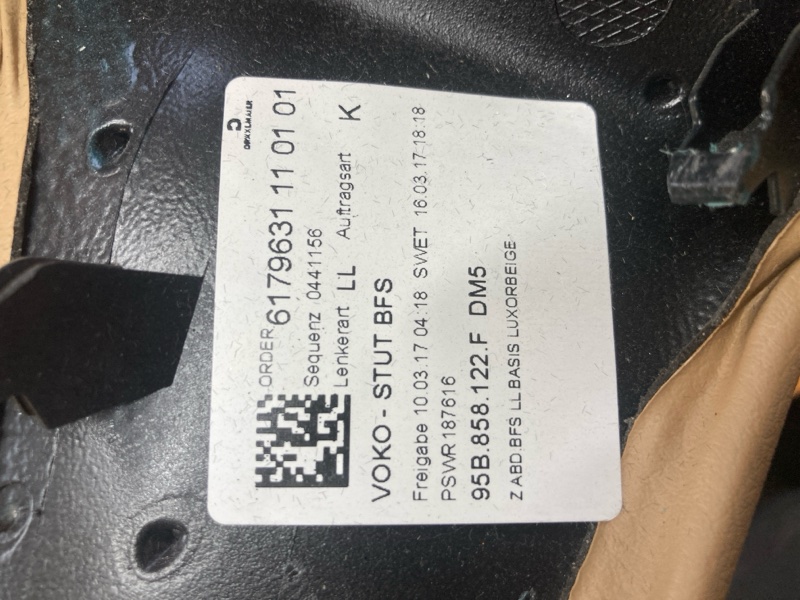 DRÄXLMAIER
ORDER 6179631 11 01 01
Sequenz 0441156
Lenkerart LL Auftragsart K
VOKO - STUT BFS
Freigabe 10.03.17 04:18 SWET 16.03.17 18:18
PSWR187616
95B.858.122.F DM5
Z ABD.BFS LL BASIS LUXORBEIGE